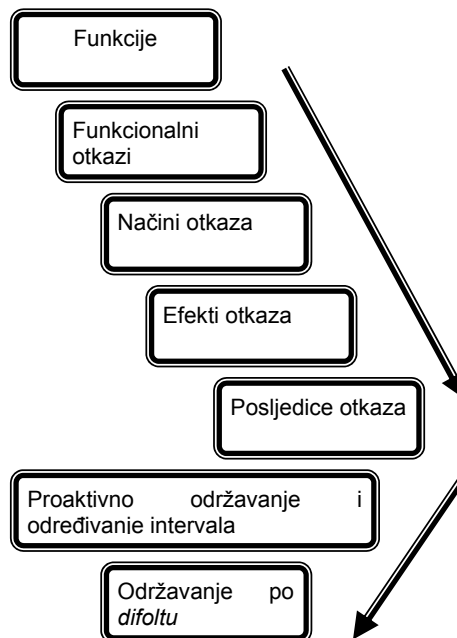 Funkcije
Funkcionalni
otkazi
Načini otkaza
Efekti otkaza
Posljedice otkaza
Proaktivno održavanje i
određivanje intervala
Održavanje po
difoltu